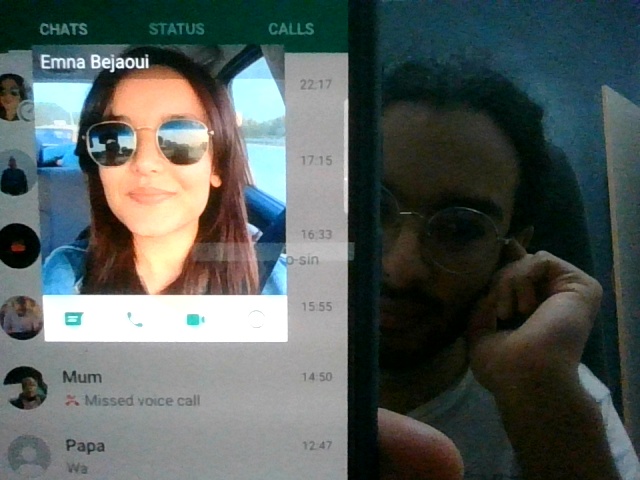 CHATS STATUS CALLS
Emna Bejaoui
22:17
17:15
16:33
o-sin
15:55
Mum 14:50
Missed voice call
Papa 12:47
Wa